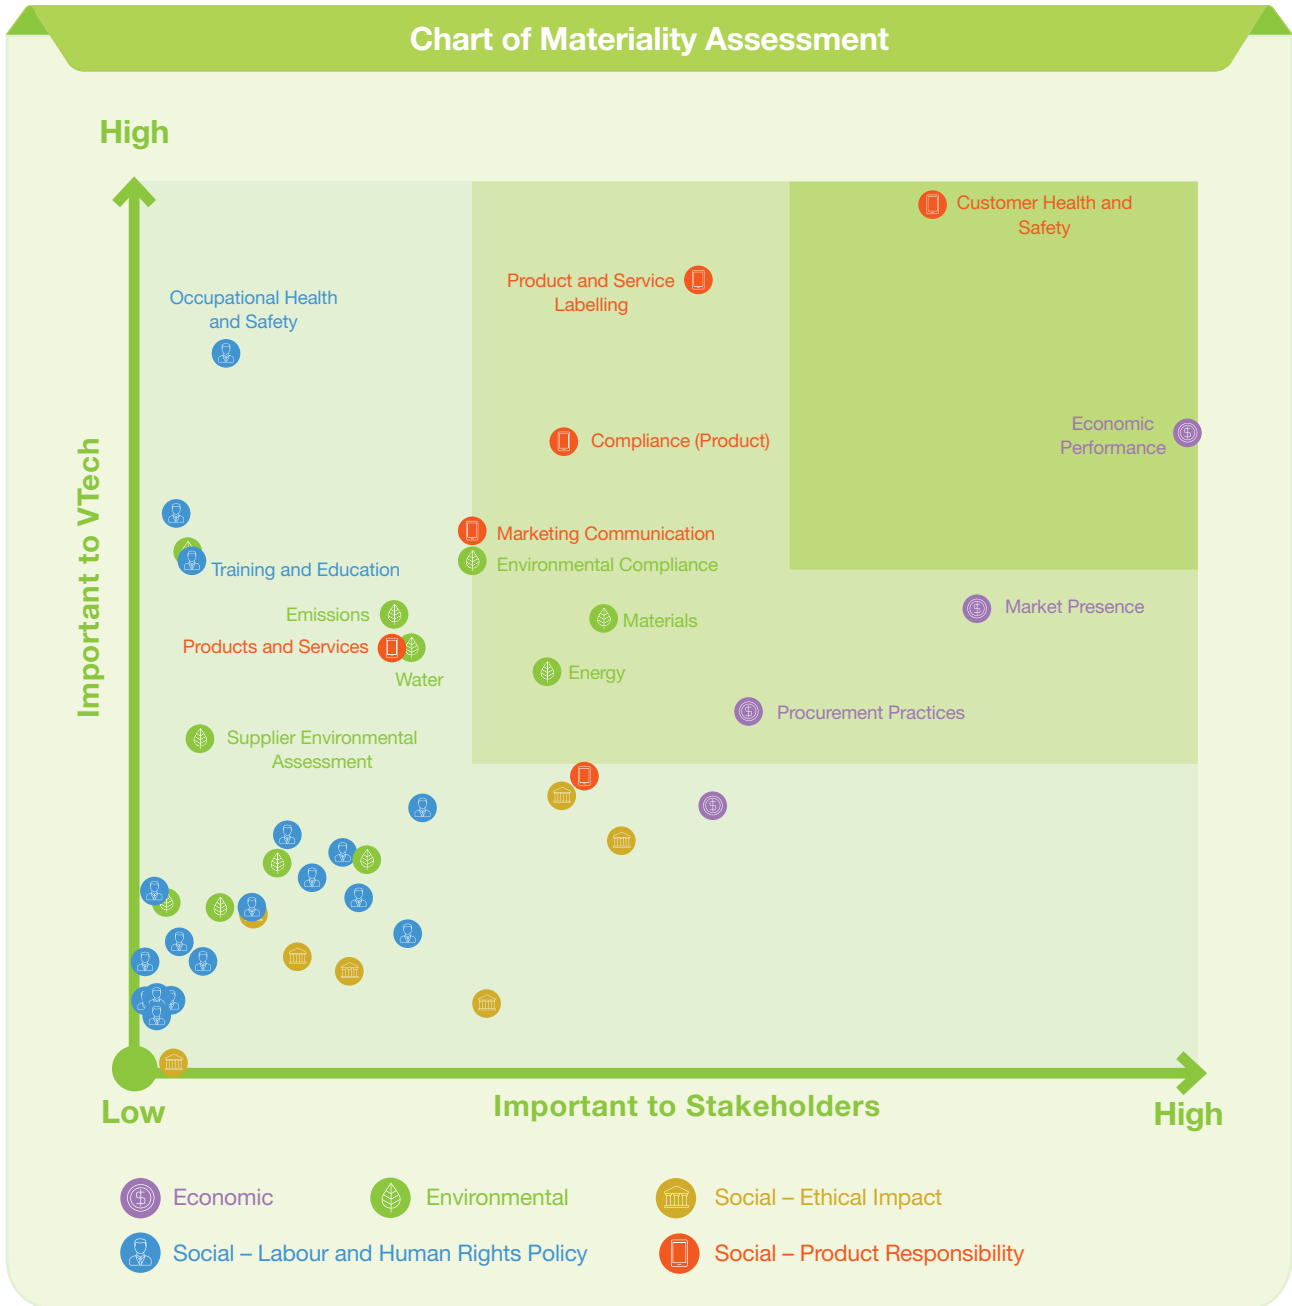 Chart of Materiality Assessment
High
Customer Health and
Safety
Product and Service
Labelling
Occupational Health
and Safety
Economic
Performance
Compliance (Product)
Important to VTech
Marketing Communication
Environmental Compliance
Training and Education
Emissions
Materials
Market Presence
Products and Services
Water
Energy
Procurement Practices
Supplier Environmental
Assessment
Low
Important to Stakeholders
High
Economic
Environmental
Social – Ethical Impact
Social – Labour and Human Rights Policy
Social – Product Responsibility